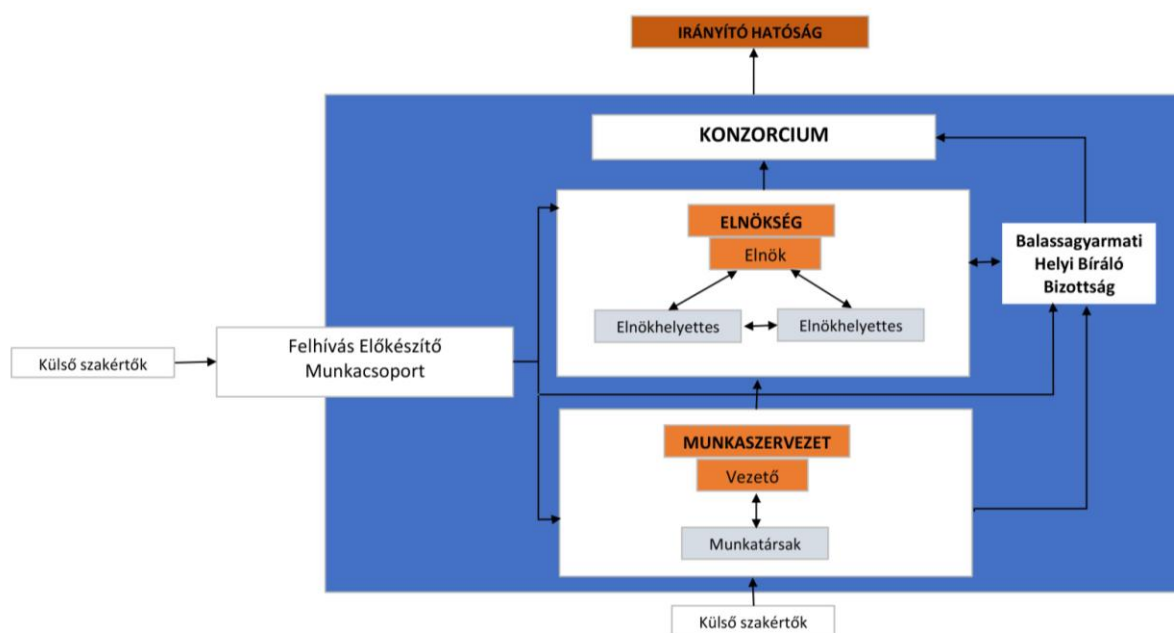 IRÁNYÍTÓ HATÓSÁG
KONZORCIUM
ELNÖKSÉG
Elnök
Balassagyarmati
Helyi Bíráló
Bizottság
Elnökhelyettes
Elnökhelyettes
Külső szakértők
Felhívás Előkészítő
Munkacsoport
MUNKASZERVEZET
Vezető
Munkatársak
Külső szakértők